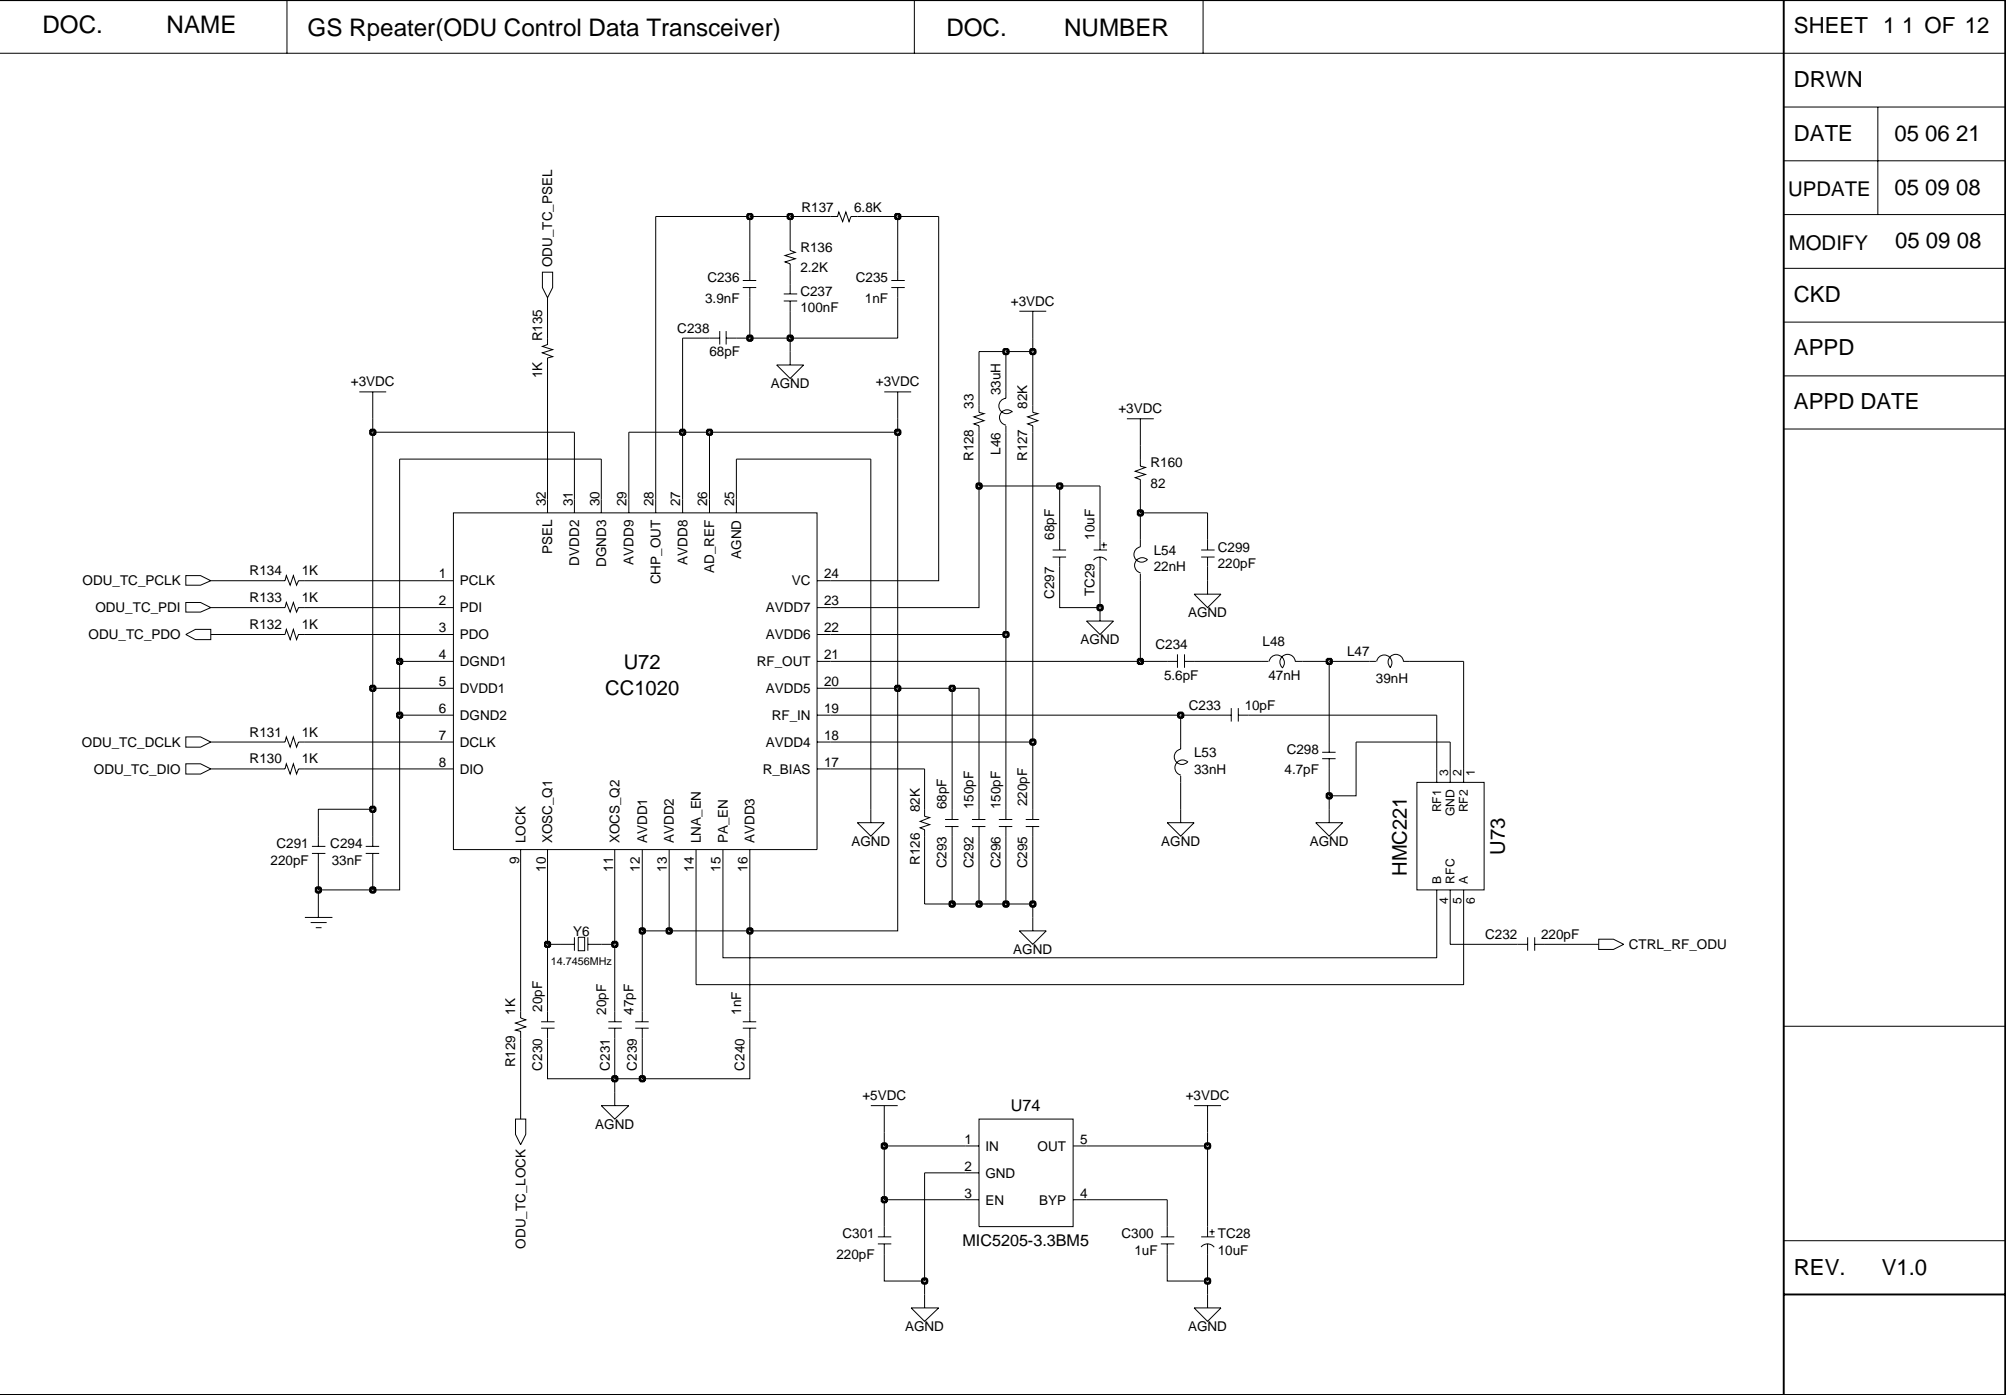 DOC. NAME
GS Rpeater(ODU Control Data Transceiver)
DOC. NUMBER
SHEET 1 1 OF 12
DRWN
DATE 05 06 21
UPDATE 05 09 08
MODIFY 05 09 08
CKD
APPD
APPD DATE
REV. V1.0
ODU_TC_PSEL
R135
1K
R137 6.8K
R136
2.2K
C236
3.9nF
C237
100nF
C235
1nF
C238
68pF
AGND
+3VDC
+3VDC
+3VDC
33
R128
33uH
L46
82K
R127
+3VDC
R160
82
68pF
C297
10uF
+
TC29
AGND
L54
22nH
C299
220pF
AGND
32
31
30
29
28
27
26
25
PSEL
DVDD2
DGND3
AVDD9
CHP_OUT
AVDD8
AD_REF
AGND
ODU_TC_PCLK R134 1K 1 PCLK
ODU_TC_PDI R133 1K 2 PDI
ODU_TC_PDO R132 1K 3 PDO
4 DGND1
5 DVDD1
6 DGND2
ODU_TC_DCLK R131 1K 7 DCLK
ODU_TC_DIO R130 1K 8 DIO
U72
CC1020
VC 24
AVDD7 23
AVDD6 22
RF_OUT 21
AVDD5 20
RF_IN 19
AVDD4 18
R_BIAS 17
LOCK
XOSC_Q1
XOCS_Q2
AVDD1
AVDD2
LNA_EN
PA_EN
AVDD3
9
10
11
12
13
14
15
16
C291
220pF
C294
33nF
AGND
82K
R126
68pF
C293
150pF
C292
150pF
C296
220pF
C295
AGND
C234
5.6pF
L48
47nH
L47
39nH
C233 10pF
L53
33nH
AGND
C298
4.7pF
AGND
HMC221
U73
RF1
GND
RF2
3
2
1
B
RFC
A
4
5
6
C232 220pF CTRL_RF_ODU
Y6
14.7456MHz
1K
R129
20pF
C230
20pF
C231
47pF
C239
1nF
C240
AGND
ODU_TC_LOCK
+5VDC
U74
+3VDC
1 IN OUT 5
2 GND
3 EN BYP 4
MIC5205-3.3BM5
C301
220pF
C300
1uF
+
TC28
10uF
AGND
AGND